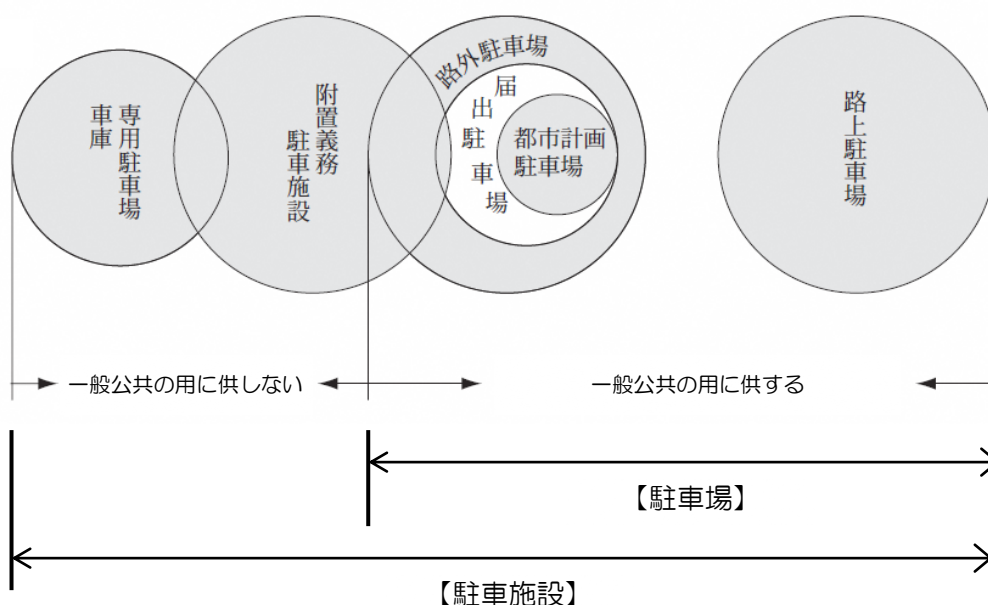 専用駐車場
車庫
附置義務
駐車施設
路外駐車場
届出駐車場
都市計画
駐車場
路上駐車場
一般公共の用に供しない
一般公共の用に供する
【駐車場】
【駐車施設】